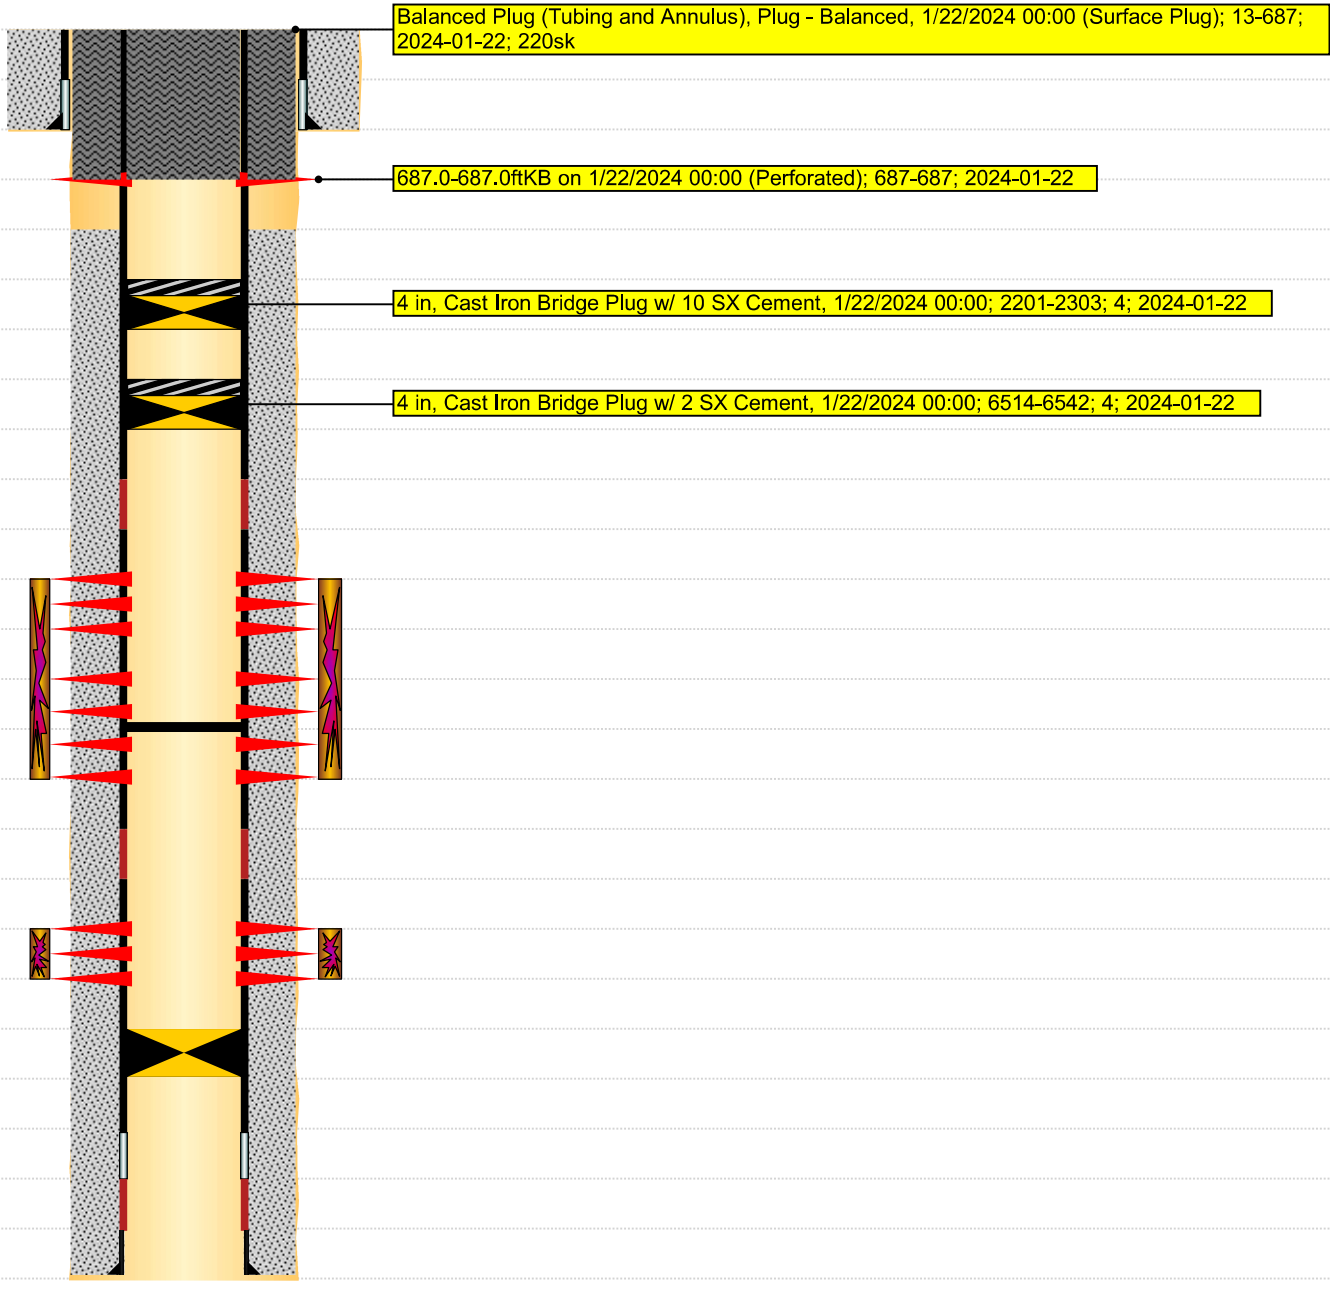 Balanced Plug (Tubing and Annulus), Plug - Balanced, 1/22/2024 00:00 (Surface Plug); 13-687;
2024-01-22; 220sk
687.0-687.0ftKB on 1/22/2024 00:00 (Perforated); 687-687; 2024-01-22
4 in, Cast Iron Bridge Plug w/ 10 SX Cement, 1/22/2024 00:00; 2201-2303; 4; 2024-01-22
4 in, Cast Iron Bridge Plug w/ 2 SX Cement, 1/22/2024 00:00; 6514-6542; 4; 2024-01-22